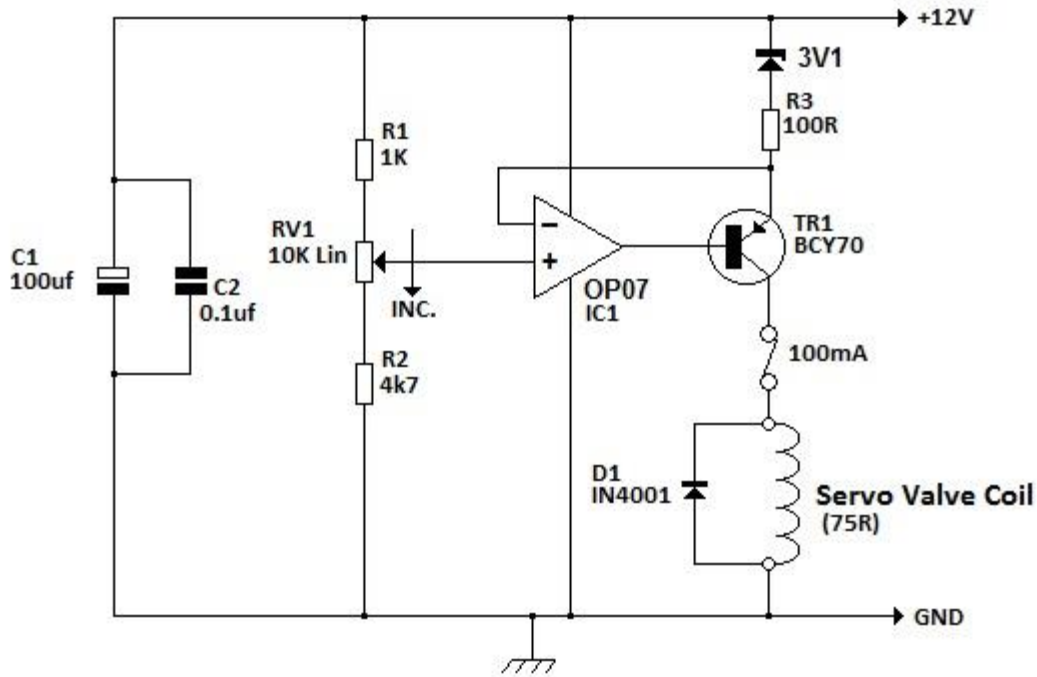 +12V
3V1
R3
100R
R1
1K
RV1
10K Lin
TR1
BCY70
C1
100uf
C2
0.1uf
−
+
INC.
OP07
IC1
R2
4k7
100mA
D1
IN4001
Servo Valve Coil
(75R)
GND